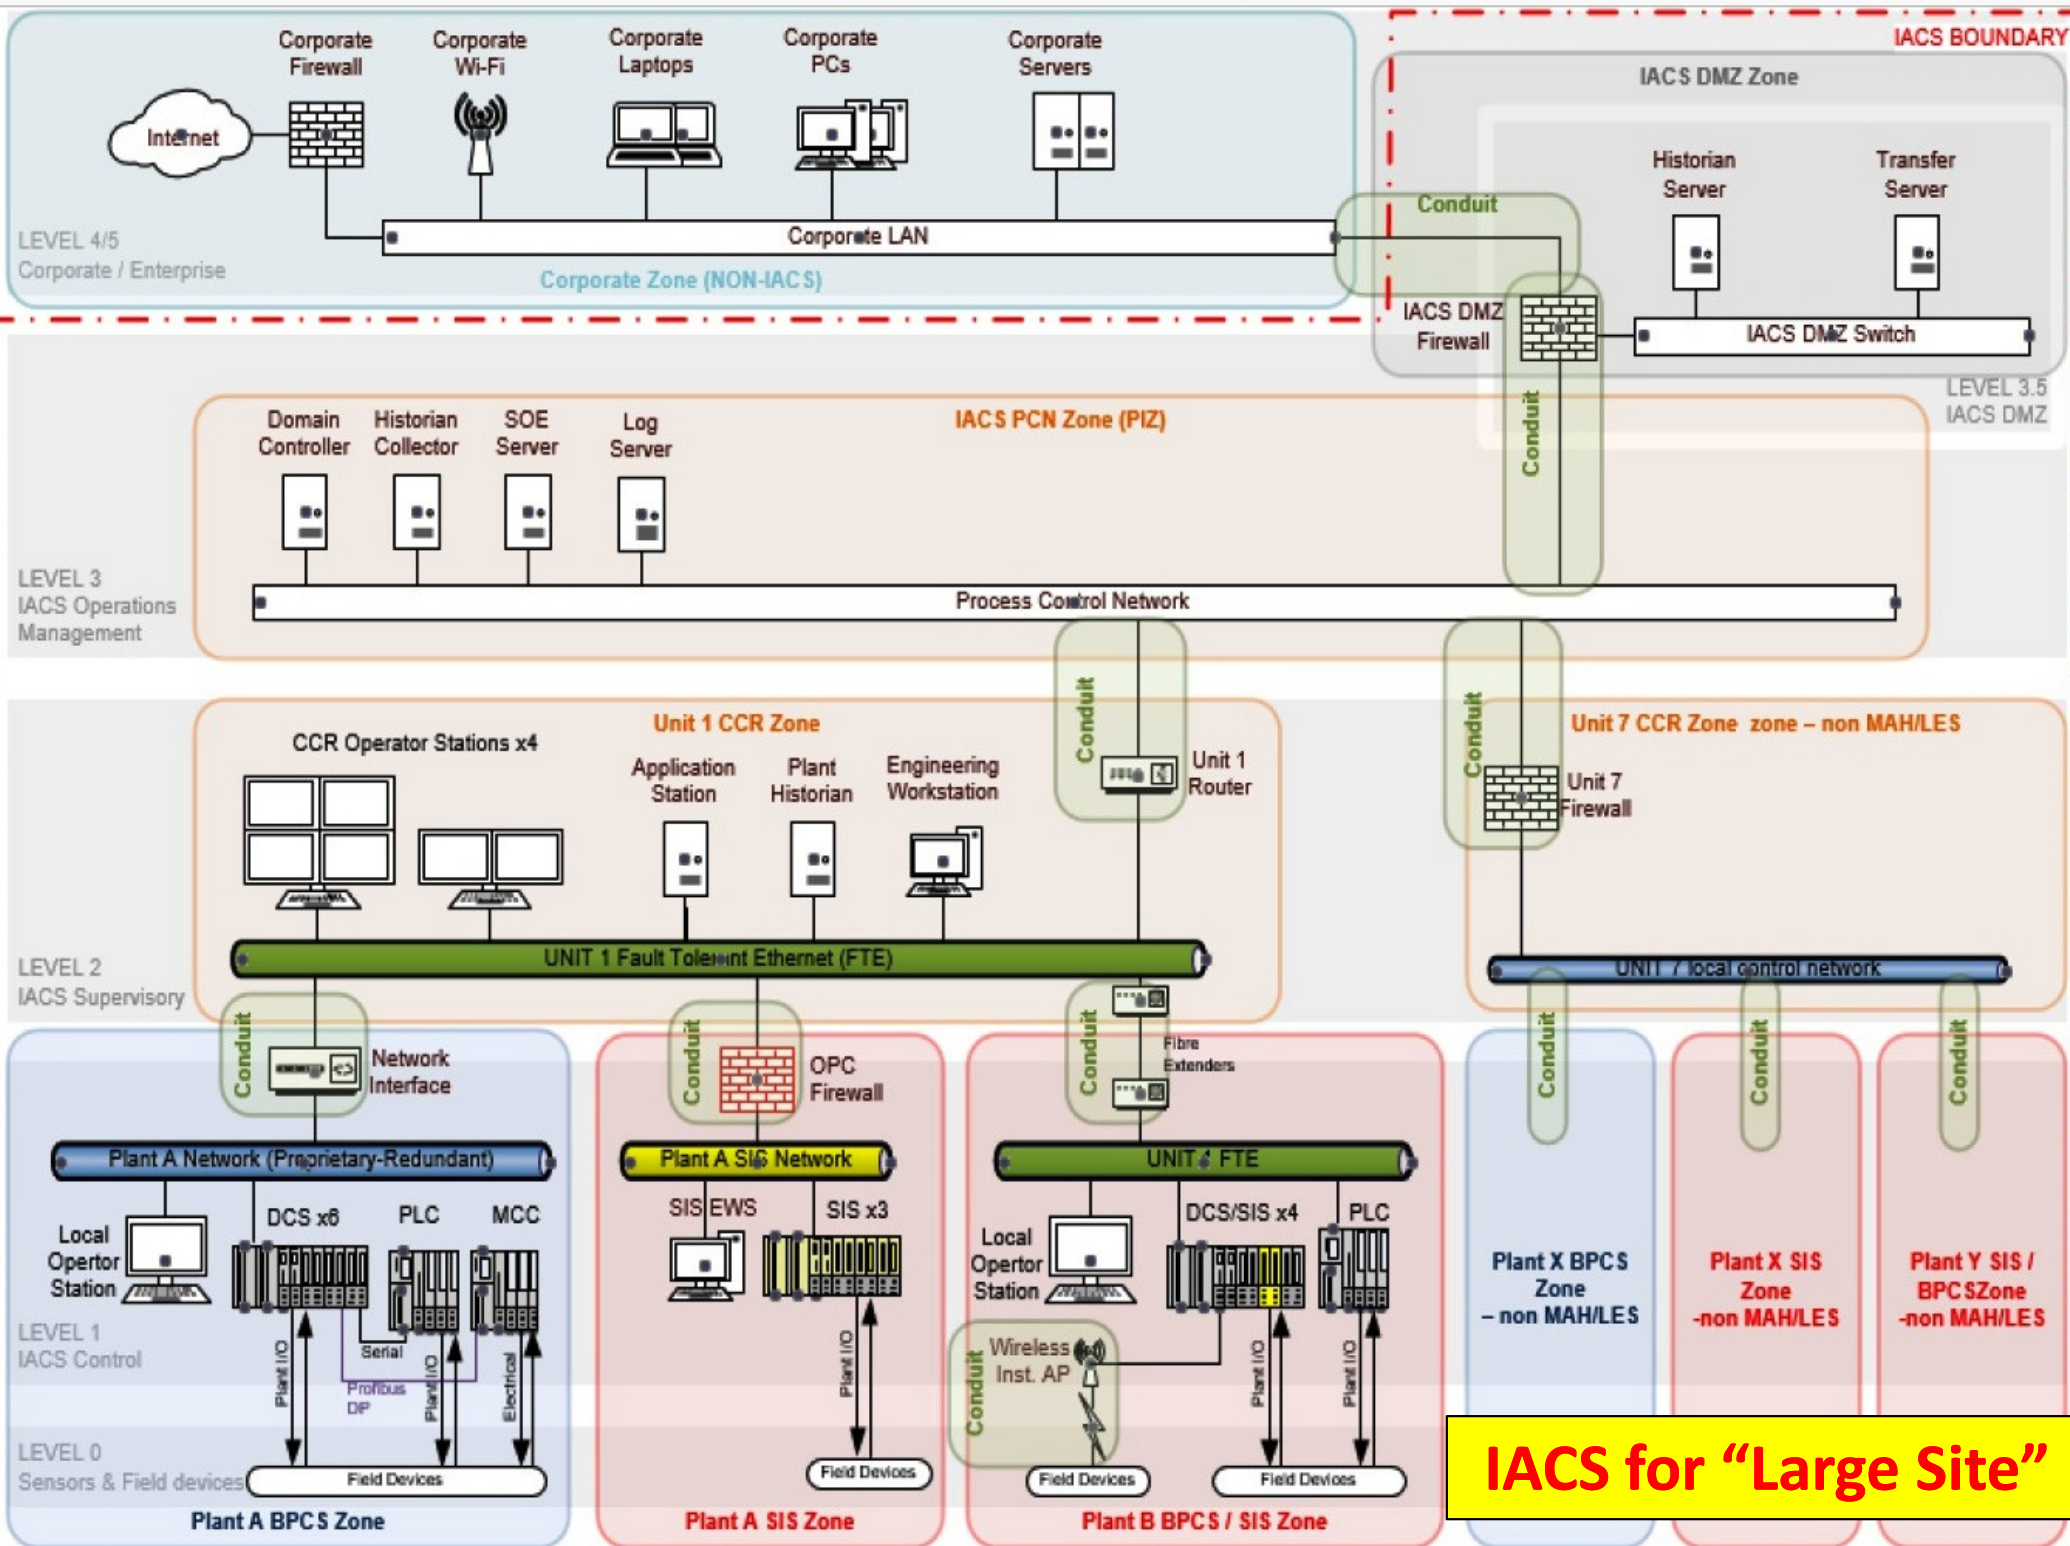 IACS BOUNDARY
Corporate
Firewall
Corporate
Wi-Fi
Corporate
Laptops
Corporate
PCs
Corporate
Servers
IACS DMZ Zone
Internet
Historian
Server
Transfer
Server
Conduit
LEVEL 4/5
Corporate / Enterprise
Corporate LAN
Corporate Zone (NON-IACS)
IACS DMZ
Firewall
IACS DMZ Switch
LEVEL 3.5
IACS DMZ
Conduit
Domain
Controller
Historian
Collector
SOE
Server
Log
Server
IACS PCN Zone (PIZ)
LEVEL 3
IACS Operations
Management
Process Control Network
Conduit
Conduit
Unit 1 CCR Zone
CCR Operator Stations x4
Application
Station
Plant
Historian
Engineering
Workstation
Unit 1
Router
Unit 7 CCR Zone zone – non MAH/LES
Unit 7
Firewall
UNIT 1 Fault Tolerant Ethernet (FTE)
UNIT 7 local control network
LEVEL 2
IACS Supervisory
Conduit
Network
Interface
Conduit
OPC
Firewall
Conduit
Fibre
Extenders
Conduit
Conduit
Conduit
Plant A Network (Proprietary-Redundant)
Plant A SIS Network
UNIT 1 FTE
Local
Opertor
Station
DCS x6
PLC
MCC
SIS EWS
SIS x3
Local
Opertor
Station
DCS/SIS x4
PLC
Plant X BPCS
Zone
– non MAH/LES
Plant X SIS
Zone
-non MAH/LES
Plant Y SIS /
BPCSZone
-non MAH/LES
LEVEL 1
IACS Control
Plant I/O
Serial
Profibus
DP
Plant I/O
Electrical
Plant I/O
Conduit
Wireless
Inst. AP
Plant I/O
Plant I/O
LEVEL 0
Sensors & Field devices
Field Devices
Field Devices
Field Devices
Field Devices
Plant A BPCS Zone
Plant A SIS Zone
Plant B BPCS / SIS Zone
IACS for “Large Site”